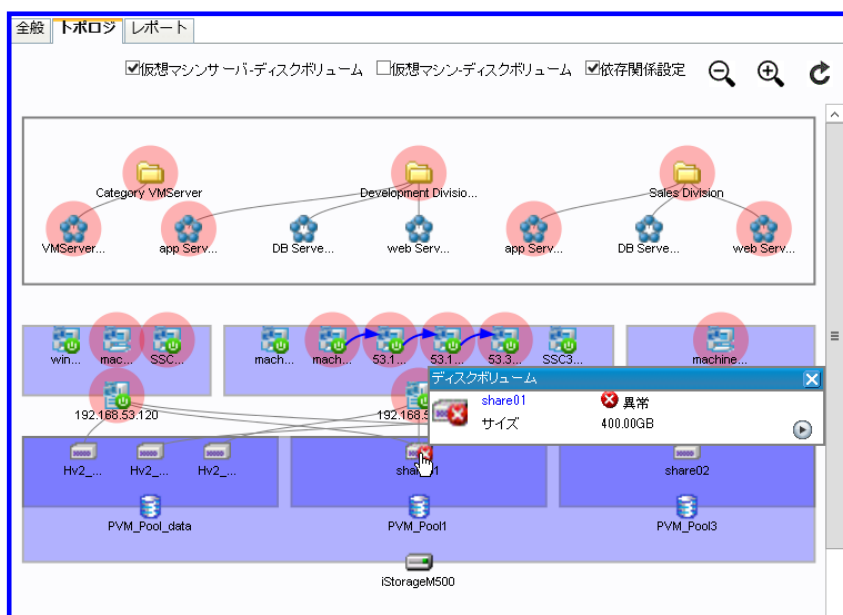 全般 トポロジ レポート
仮想マシンサーバ-ディスクボリューム 仮想マシン-ディスクボリューム 依存関係設定
Category VMServer Development Divisio... Sales Division
VMServer... app Serv... DB Serve... web Serv... app Serv... DB Serve... web Serv...
win... mac... SSC... mach... mach... 53.1... 53.1... 53.3... SSC3... machine...
ディスクボリューム
share01 異常
サイズ 400.00GB
192.168.53.120 192.168.5
Hv2_... Hv2_... Hv2_... share01 share02
PVM_Pool_data PVM_Pool1 PVM_Pool3
iStorageM500